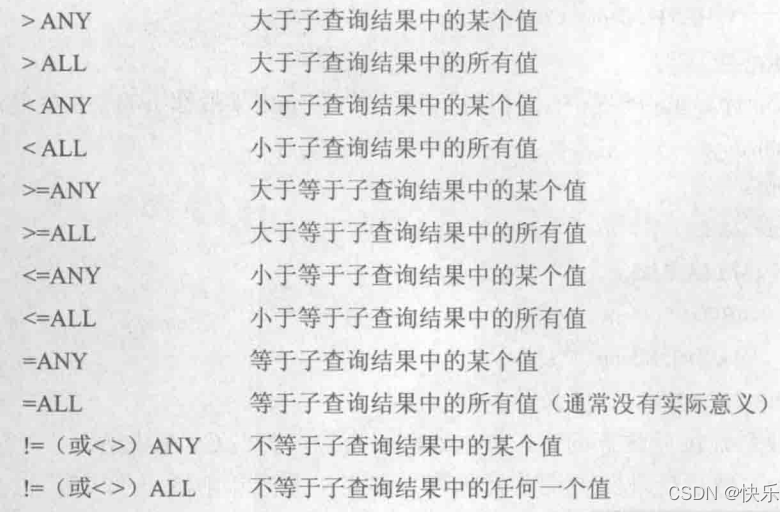 > ANY 大于子查询结果中的某个值
> ALL 大于子查询结果中的所有值
< ANY 小于子查询结果中的某个值
< ALL 小于子查询结果中的所有值
>=ANY 大于等于子查询结果中的某个值
>=ALL 大于等于子查询结果中的所有值
<=ANY 小于等于子查询结果中的某个值
<=ALL 小于等于子查询结果中的所有值
=ANY 等于子查询结果中的某个值
=ALL 等于子查询结果中的所有值（通常没有实际意义）
!=（或< >）ANY 不等于子查询结果中的某个值
!=（或< >）ALL 不等于子查询结果中的任何一个值
CSDN @快乐